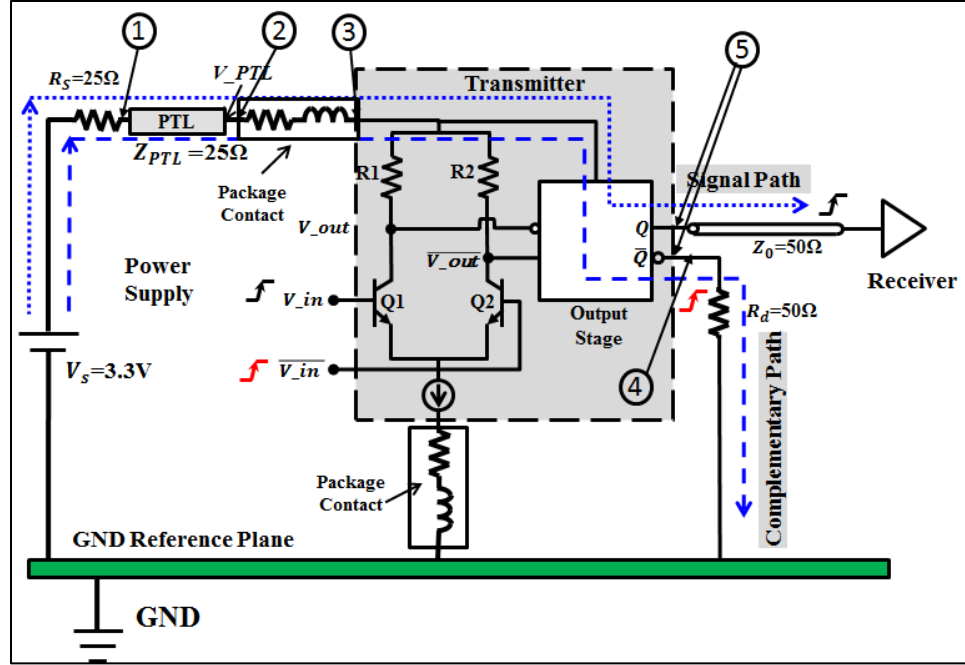 1
2
3
5
R_S=25Ω
V_PTL
Transmitter
PTL
Z_PTL =25Ω
R1
R2
Package
Contact
Signal Path
V_out
Q
V_out
Q
Z_0=50Ω
Power
Supply
V_in
Q1
Q2
Receiver
Output
Stage
R_d=50Ω
V_s=3.3V
V_in
4
Package
Contact
Complementary Path
GND Reference Plane
GND